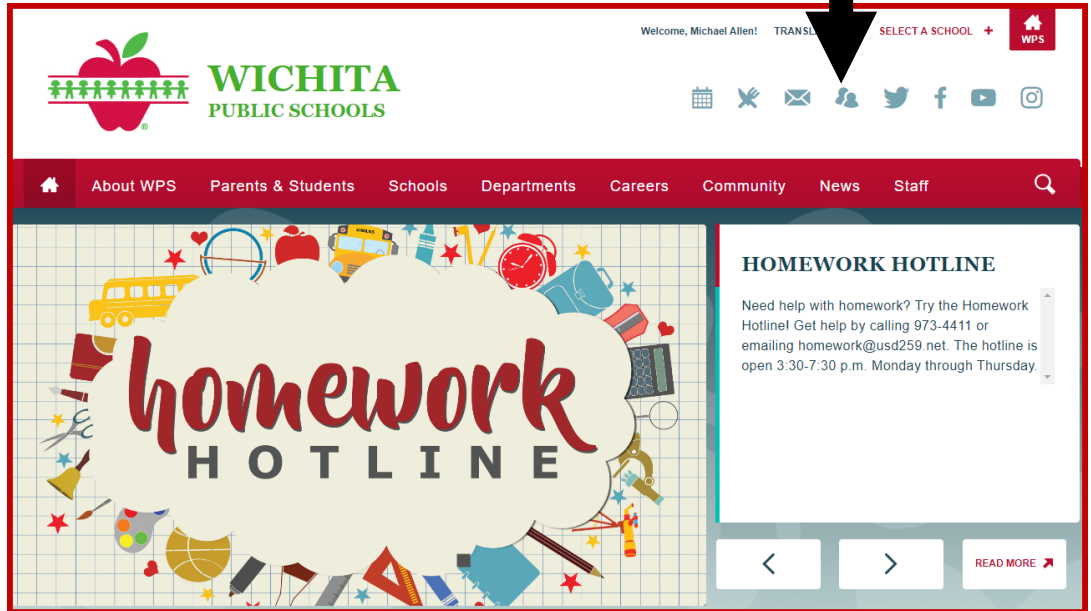 Welcome, Michael Allen! SELECT A SCHOOL +
WPS
WICHITA
PUBLIC SCHOOLS
®
About WPS Parents & Students Schools Departments Careers Community News Staff
KANSAS
homework
HOTLINE
HOMEWORK HOTLINE
Need help with homework? Try the Homework
Hotline! Get help by calling 973-4411 or
emailing homework@usd259.net. The hotline is
open 3:30-7:30 p.m. Monday through Thursday.
READ MORE